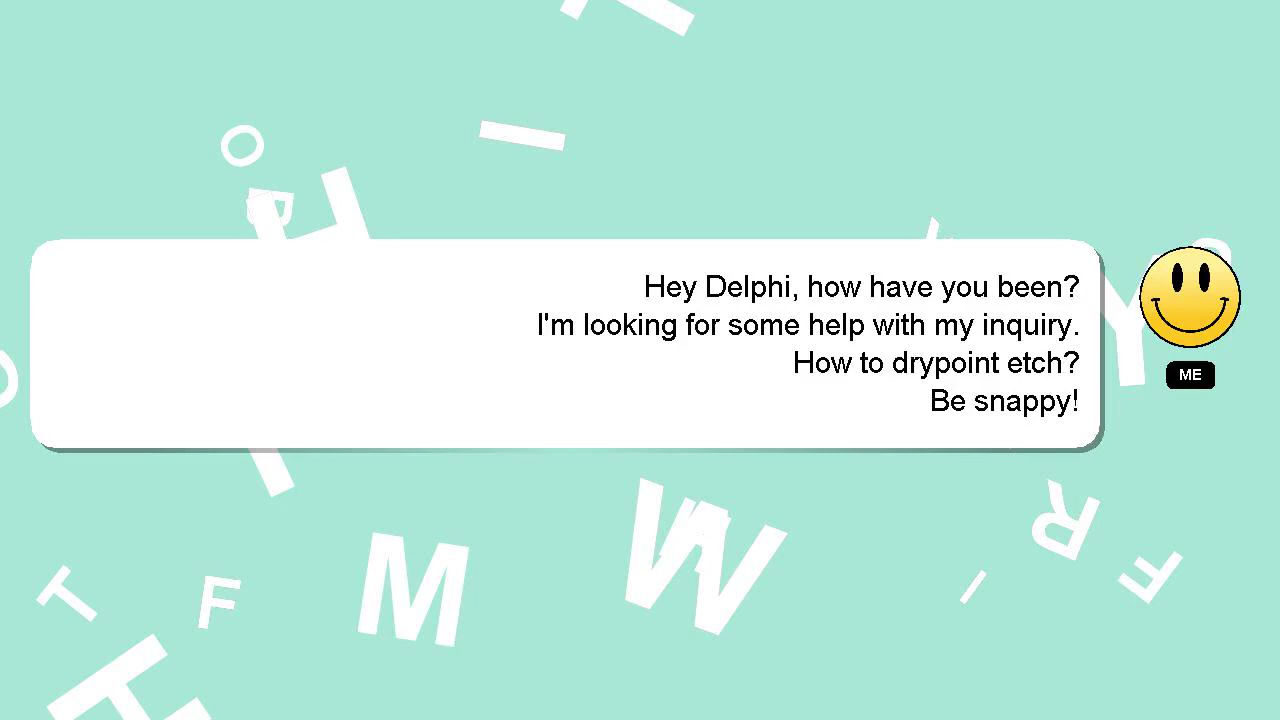 Hey Delphi, how have you been?
I'm looking for some help with my inquiry.
How to drypoint etch?
Be snappy!
ME
O
I
H
T
F
M
W
R
F
I
Y
H